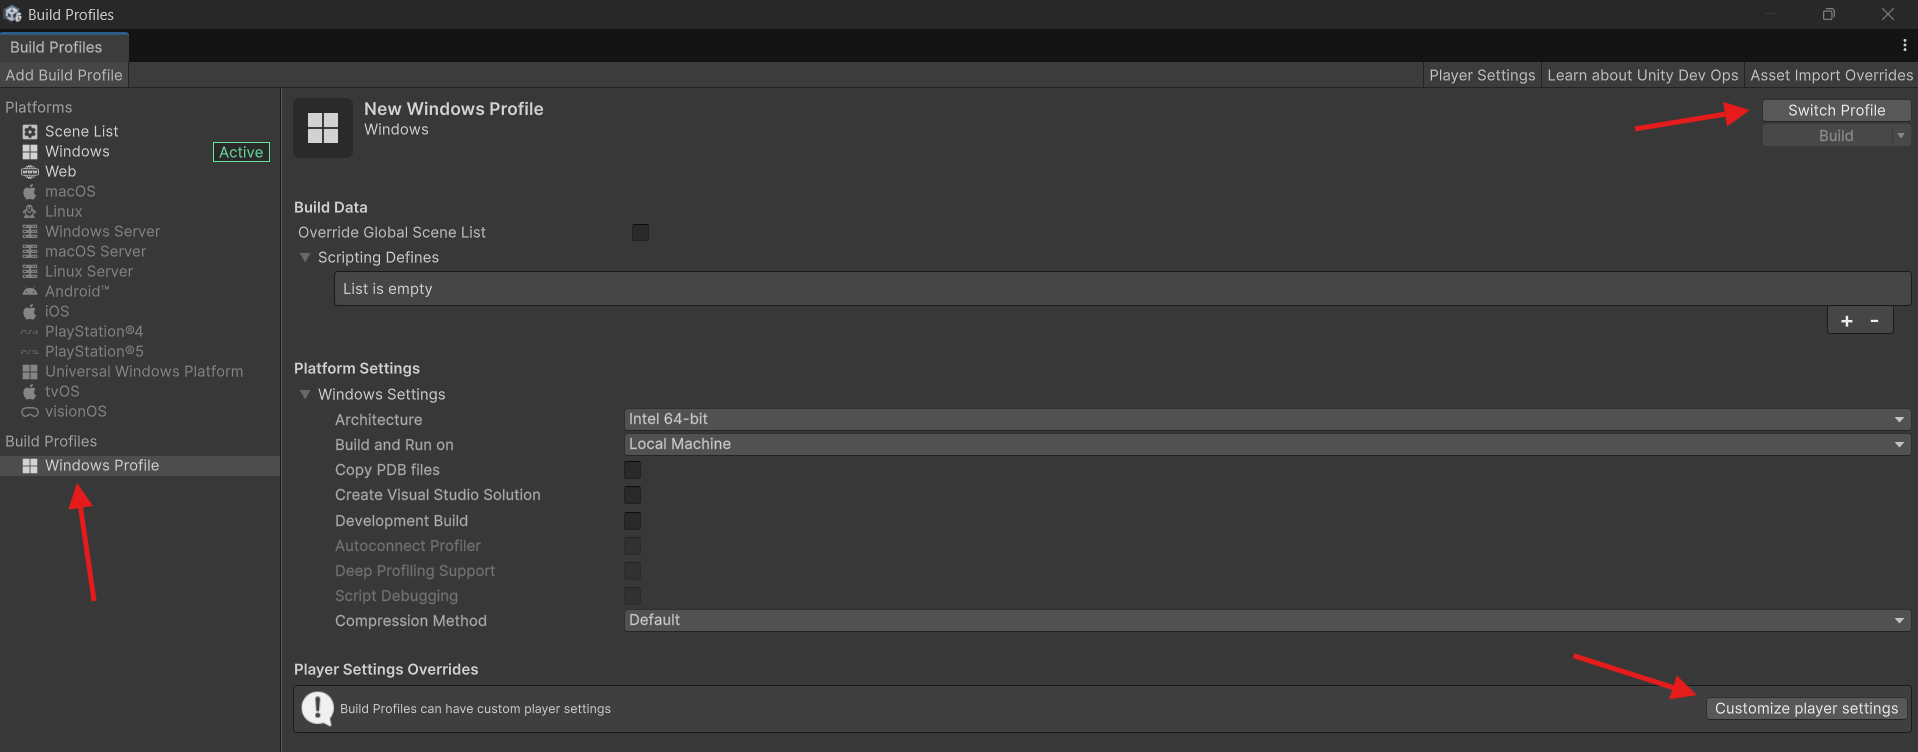 Build Profiles
Build Profiles
Add Build Profile
Player Settings
Learn about Unity Dev Ops
Asset Import Overrides
Platforms
Scene List
Windows
Active
Web
macOS
Linux
Windows Server
macOS Server
Linux Server
Android™
iOS
PlayStation®4
PlayStation®5
Universal Windows Platform
tvOS
visionOS
Build Profiles
Windows Profile
New Windows Profile
Windows
Switch Profile
Build
Build Data
Override Global Scene List
Scripting Defines
List is empty
+ -
Platform Settings
Windows Settings
Architecture Intel 64-bit
Build and Run on Local Machine
Copy PDB files
Create Visual Studio Solution
Development Build
Autoconnect Profiler
Deep Profiling Support
Script Debugging
Compression Method Default
Player Settings Overrides
Build Profiles can have custom player settings
Customize player settings